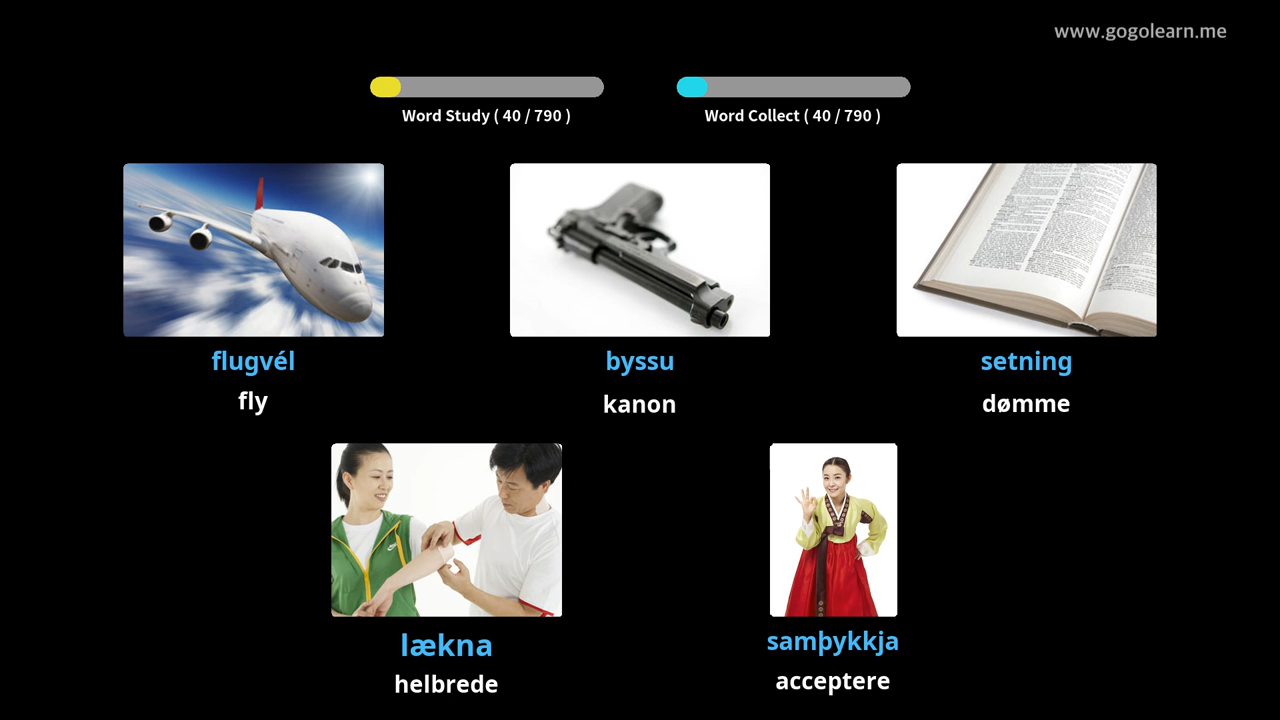 www.gogolearn.me
Word Study ( 40 / 790 )
Word Collect ( 40 / 790 )
flugvél
byssu
setning
fly
kanon
dømme
lækna
samþykkja
helbrede
acceptere